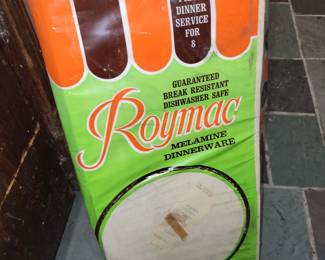 DINNER
SERVICE
FOR
8
GUARANTEED
BREAK RESISTANT
DISHWASHER SAFE
Roymac
MELAMINE
DINNERWARE